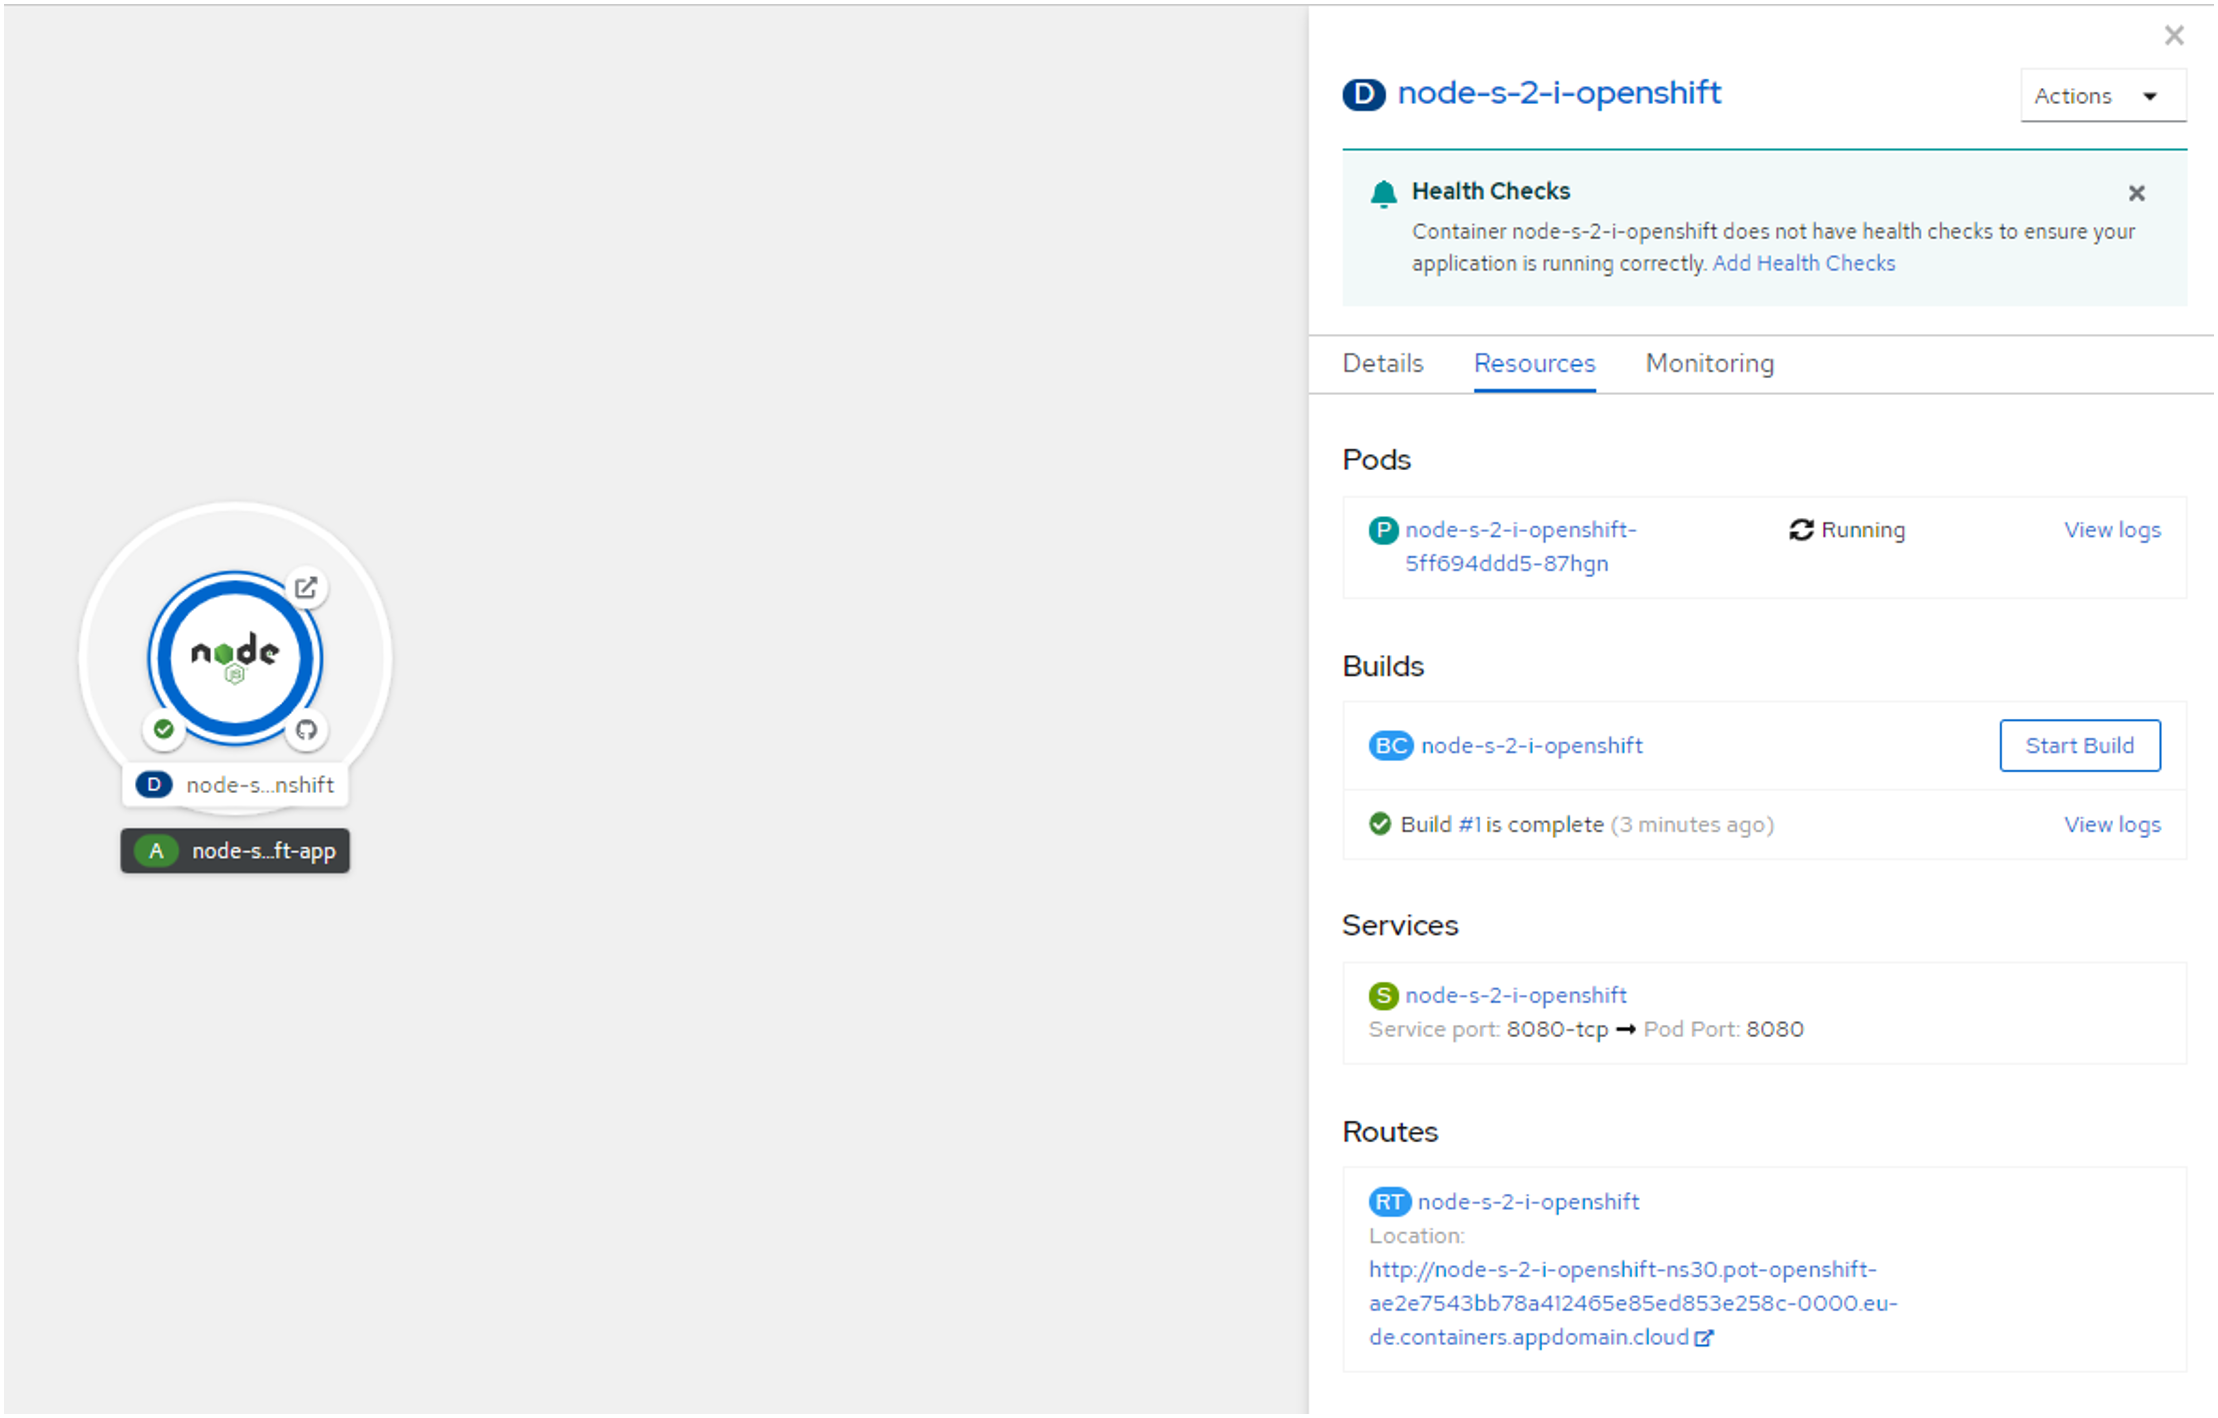 node-s-2-i-openshift
D
Actions
Health Checks
Container node-s-2-i-openshift does not have health checks to ensure your
application is running correctly. Add Health Checks
Details Resources Monitoring
Pods
P node-s-2-i-openshift-
5ff694ddd5-87hgn
Running
View logs
Builds
BC node-s-2-i-openshift
Start Build
Build #1 is complete (3 minutes ago)
View logs
Services
S node-s-2-i-openshift
Service port: 8080-tcp → Pod Port: 8080
Routes
RT node-s-2-i-openshift
Location:
http://node-s-2-i-openshift-ns30.pot-openshift-
ae2e7543bb78a412465e85ed853e258c-0000.eu-
de.containers.appdomain.cloud
node
JS
D node-s...nshift
A node-s...ft-app